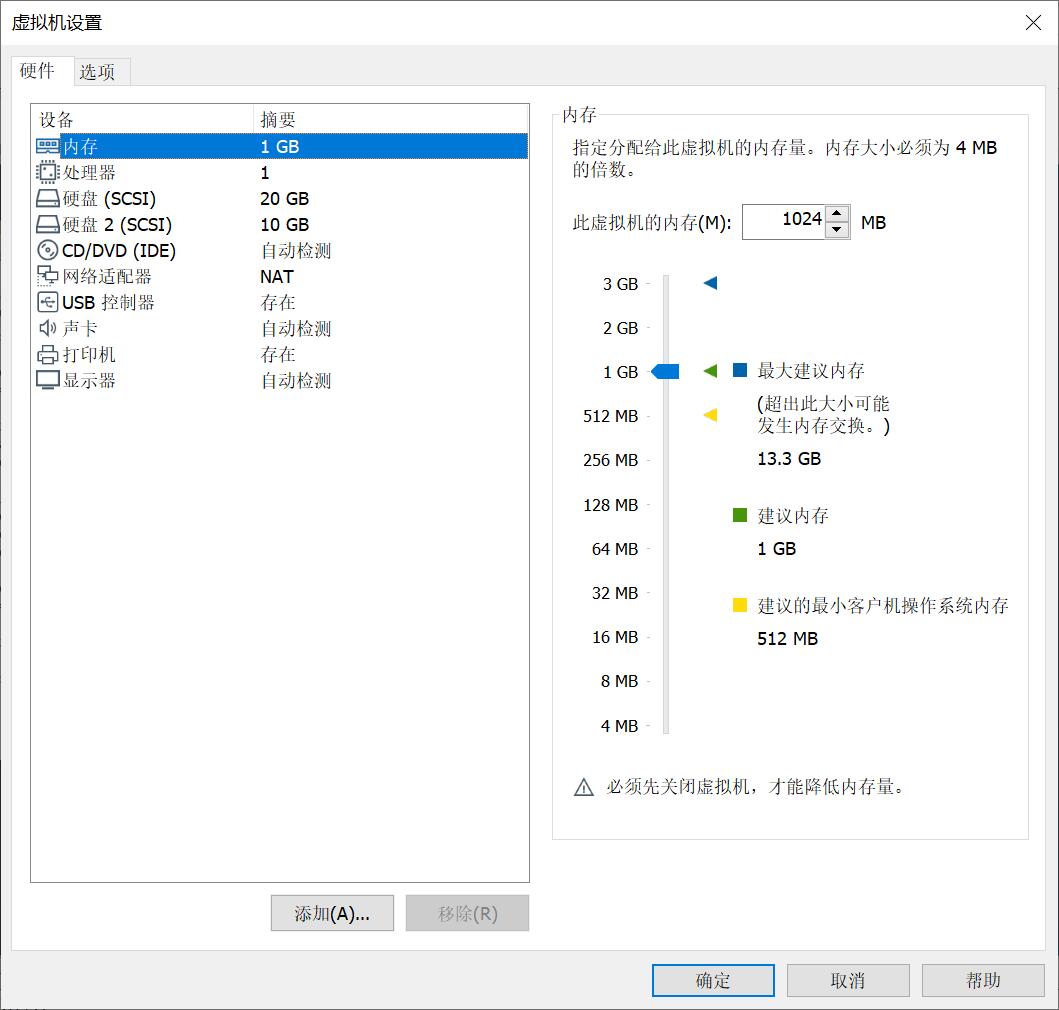 虚拟机设置
硬件 选项
设备 摘要
内存 1 GB
处理器 1
硬盘 (SCSI) 20 GB
硬盘 2 (SCSI) 10 GB
CD/DVD (IDE) 自动检测
网络适配器 NAT
USB 控制器 存在
声卡 自动检测
打印机 存在
显示器 自动检测
添加(A)... 移除(R)
内存
指定分配给此虚拟机的内存量。内存大小必须为 4 MB
的倍数。
此虚拟机的内存(M): 1024 MB
3 GB
2 GB
1 GB
512 MB
256 MB
128 MB
64 MB
32 MB
16 MB
8 MB
4 MB
最大建议内存
(超出此大小可能
发生内存交换。)
13.3 GB
建议内存
1 GB
建议的最小客户机操作系统内存
512 MB
必须先关闭虚拟机，才能降低内存量。
确定 取消 帮助